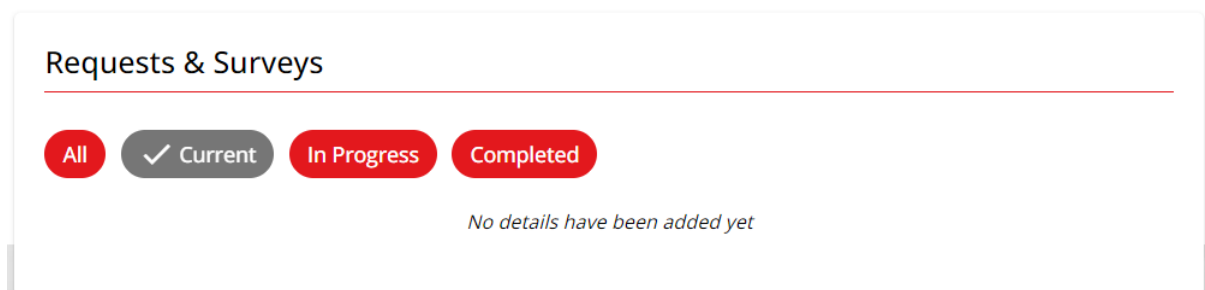 Requests & Surveys
All Current In Progress Completed
No details have been added yet